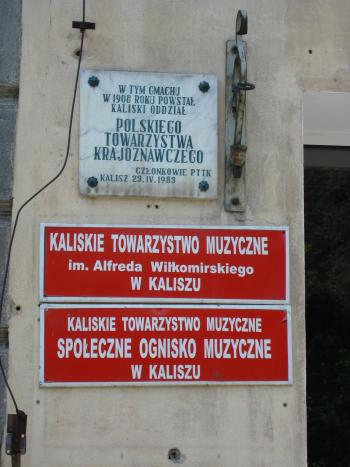 W TYM GMACHU
W 1908 ROKU POWSTAŁ
KALISKI ODDZIAŁ
POLSKIEGO
TOWARZYSTWA
KRAJOZNAWCZEGO
CZŁONKOWIE PTTK
KALISZ 29.IV.1983
KALISKIE TOWARZYSTWO MUZYCZNE
im. Alfreda Wiłkomirskiego
W KALISZU
KALISKIE TOWARZYSTWO MUZYCZNE
SPOŁECZNE OGNISKO MUZYCZNE
W KALISZU